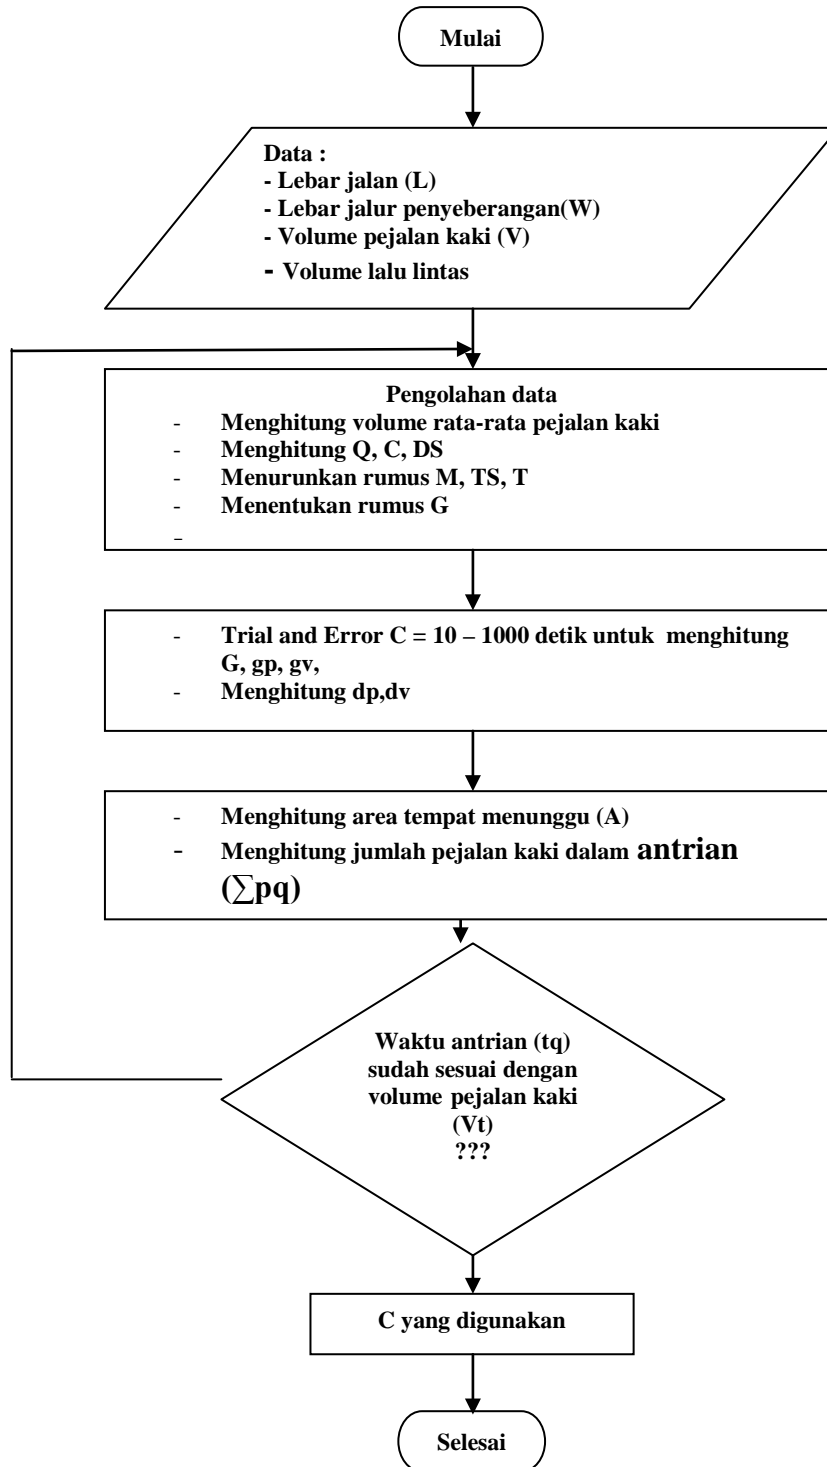 Mulai
Data :
- Lebar jalan (L)
- Lebar jalur penyeberangan(W)
- Volume pejalan kaki (V)
- Volume lalu lintas
Pengolahan data
- Menghitung volume rata-rata pejalan kaki
- Menghitung Q, C, DS
- Menurunkan rumus M, TS, T
- Menentukan rumus G
-
- Trial and Error C = 10 – 1000 detik untuk menghitung
G, gp, gv,
- Menghitung dp,dv
- Menghitung area tempat menunggu (A)
- Menghitung jumlah pejalan kaki dalam antrian
(∑pq)
Waktu antrian (tq)
sudah sesuai dengan
volume pejalan kaki
(Vt)
???
C yang digunakan
Selesai